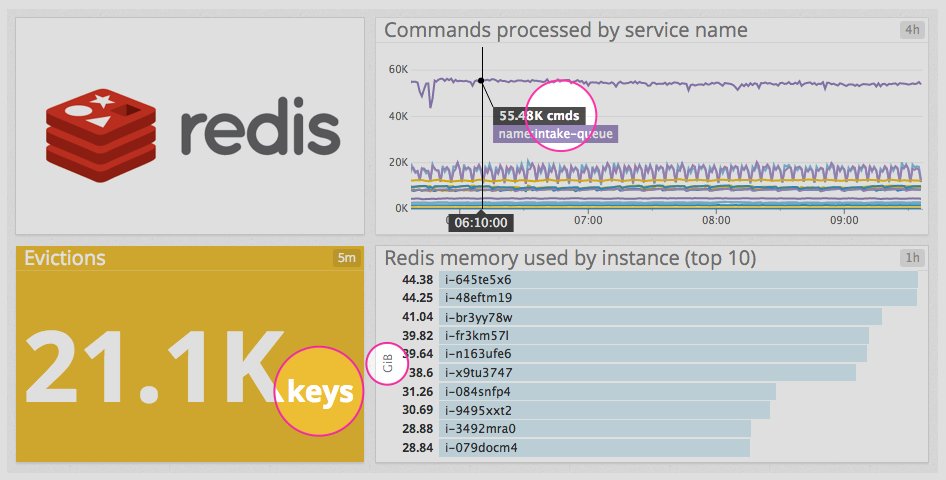 redis
Commands processed by service name
4h
60K
40K
20K
0K
55.48K cmds
name:intake-queue
06:10:00
07:00
08:00
09:00
Evictions
5m
21.1K keys
Redis memory used by instance (top 10)
1h
GiB
44.38 i-645te5x6
44.25 i-48eftm19
41.04 i-br3yy78w
39.82 i-fr3km57l
39.64 i-n163ufe6
38.6 i-x9tu3747
31.26 i-084snfp4
30.69 i-9495xxt2
28.88 i-3492mra0
28.84 i-079docm4